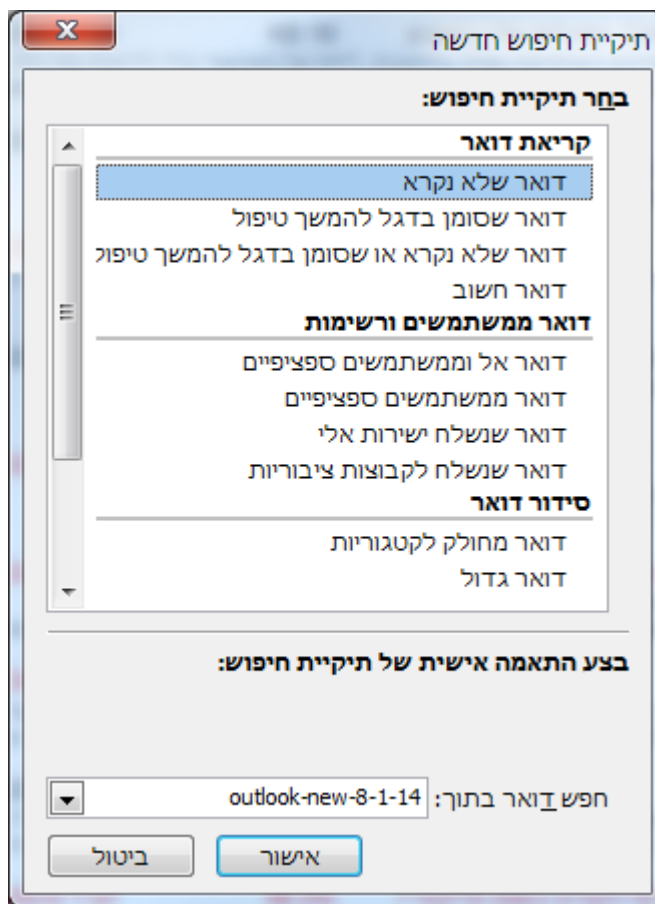 תיקיית חיפוש חדשה
בחר תיקיית חיפוש:
קריאת דואר
דואר שלא נקרא
דואר שסומן בדגל להמשך טיפול
דואר שלא נקרא או שסומן בדגל להמשך טיפול
דואר חשוב
דואר ממשתמשים ורשימות
דואר אל וממשתמשים ספציפיים
דואר ממשתמשים ספציפיים
דואר שנשלח ישירות אלי
דואר שנשלח לקבוצות ציבוריות
סידור דואר
דואר מחולק לקטגוריות
דואר גדול
בצע התאמה אישית של תיקיית חיפוש:
חפש דואר בתוך: outlook-new-8-1-14
אישור ביטול